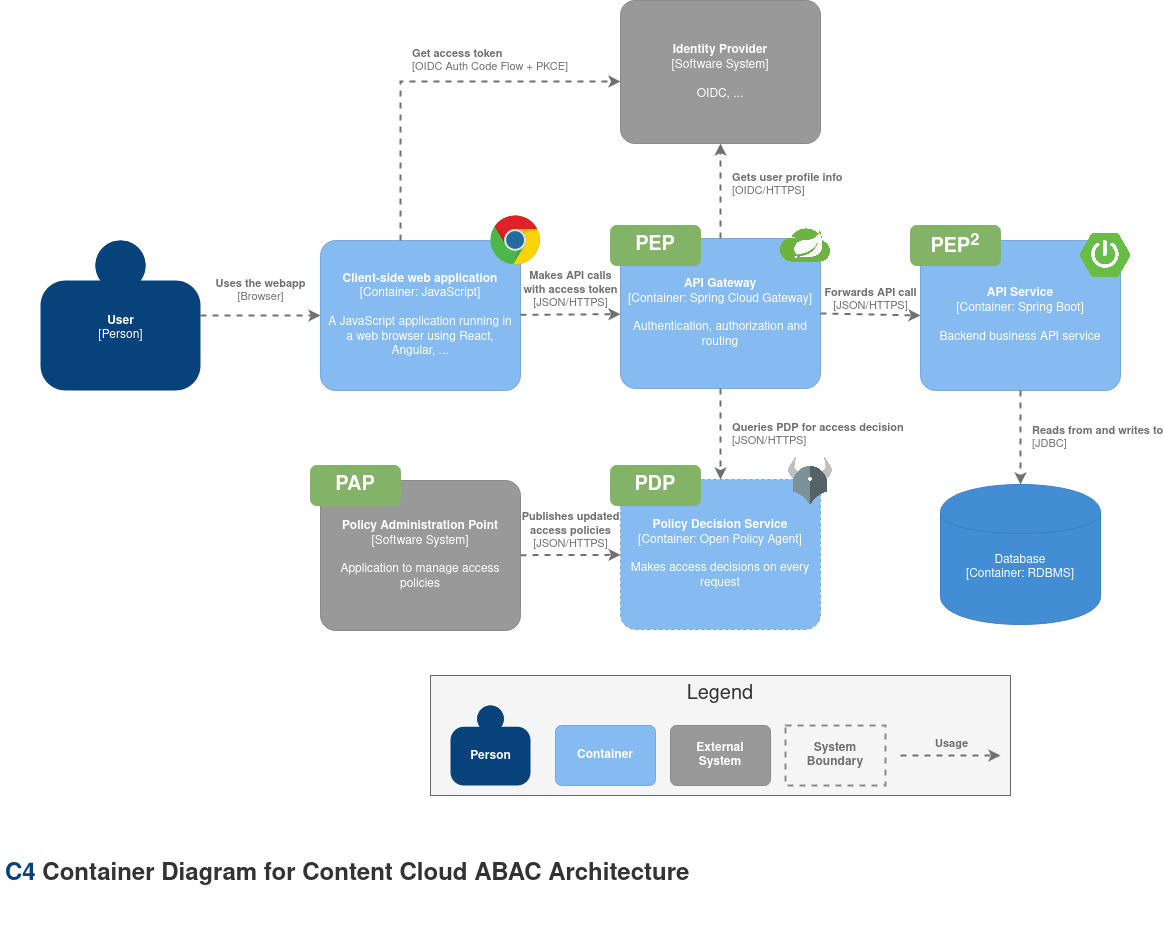 Identity Provider
[Software System]
OIDC, ...
Get access token
[OIDC Auth Code Flow + PKCE]
Gets user profile info
[OIDC/HTTPS]
User
[Person]
Uses the webapp
[Browser]
Client-side web application
[Container: JavaScript]
A JavaScript application running in
a web browser using React,
Angular, ...
Makes API calls
with access token
[JSON/HTTPS]
PEP
API Gateway
[Container: Spring Cloud Gateway]
Authentication, authorization and
routing
Forwards API call
[JSON/HTTPS]
PEP2
API Service
[Container: Spring Boot]
Backend business API service
Queries PDP for access decision
[JSON/HTTPS]
Reads from and writes to
[JDBC]
PAP
Policy Administration Point
[Software System]
Application to manage access
policies
Publishes updated
access policies
[JSON/HTTPS]
PDP
Policy Decision Service
[Container: Open Policy Agent]
Makes access decisions on every
request
Database
[Container: RDBMS]
Legend
Person
Container
External
System
System
Boundary
Usage
C4 Container Diagram for Content Cloud ABAC Architecture